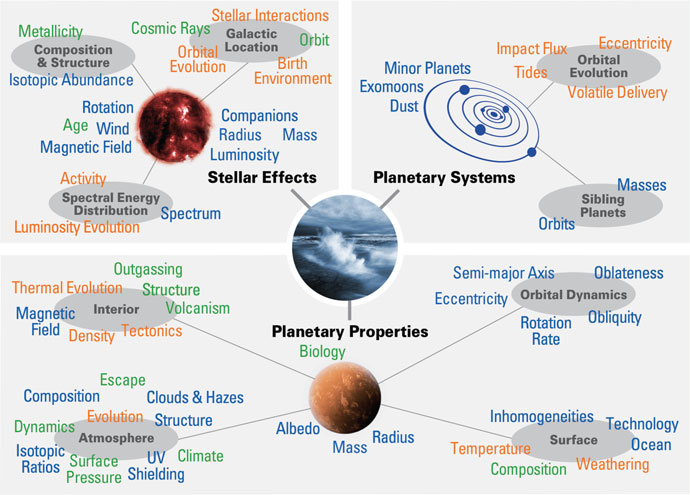 Stellar Interactions
Metallicity
Cosmic Rays
Galactic
Location
Orbit
Composition
& Structure
Orbital
Evolution
Birth
Environment
Isotopic Abundance
Rotation
Age
Wind
Magnetic Field
Companions
Radius
Mass
Luminosity
Stellar Effects
Activity
Spectral Energy
Distribution
Spectrum
Luminosity Evolution
Eccentricity
Impact Flux
Orbital
Evolution
Tides
Volatile Delivery
Minor Planets
Exomoons
Dust
Planetary Systems
Masses
Sibling
Planets
Orbits
Outgassing
Thermal Evolution
Structure
Interior
Volcanism
Magnetic
Field
Tectonics
Density
Planetary Properties
Biology
Semi-major Axis
Oblateness
Eccentricity
Orbital Dynamics
Rotation
Rate
Obliquity
Escape
Composition
Clouds & Hazes
Evolution
Structure
Dynamics
Atmosphere
Isotopic
Ratios
UV
Shielding
Climate
Surface
Pressure
Albedo
Mass
Radius
Inhomogeneities
Technology
Surface
Ocean
Temperature
Weathering
Composition